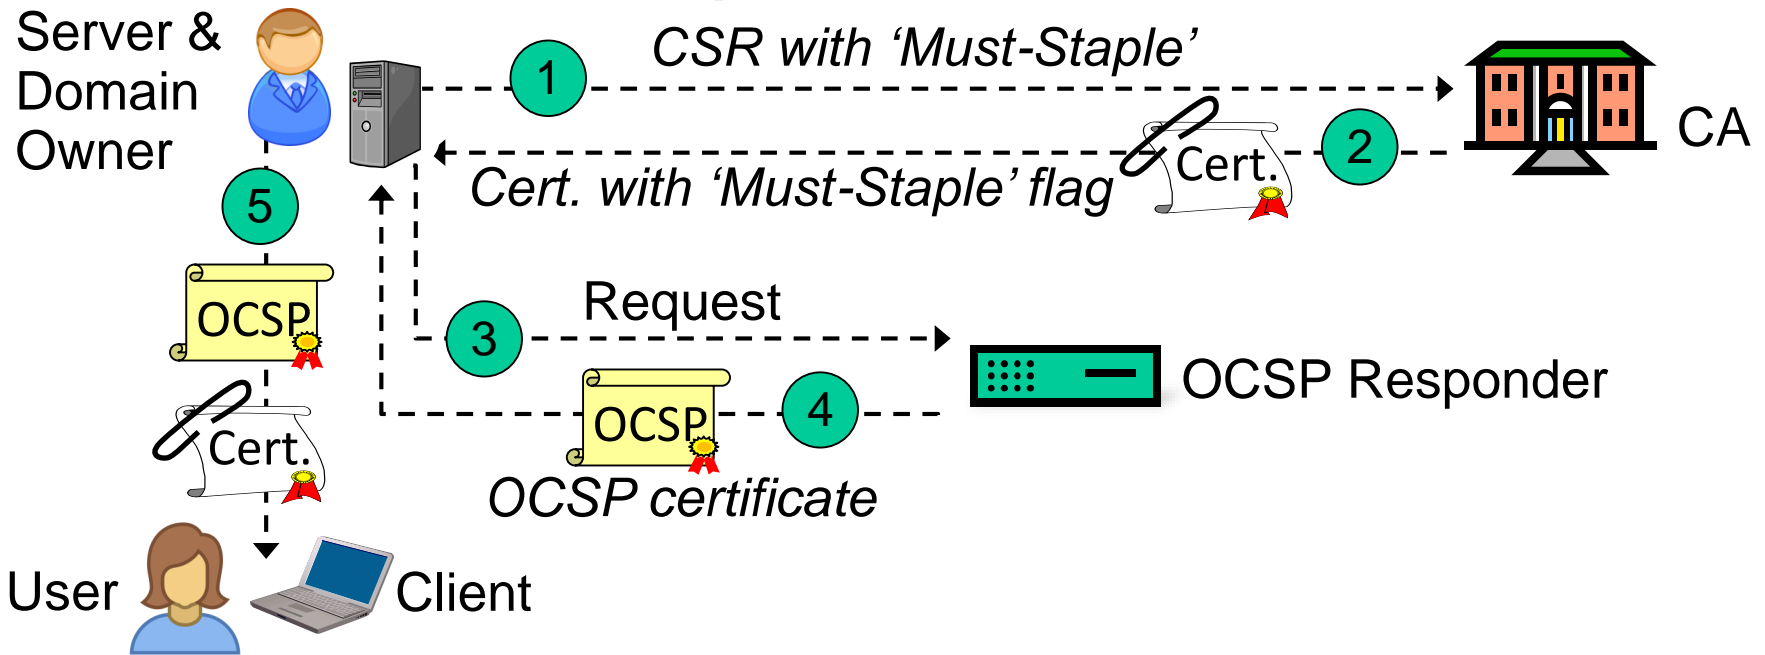 Server &
Domain
Owner
1
CSR with ‘Must-Staple’
CA
2
Cert.
Cert. with ‘Must-Staple’ flag
5
OCSP
3
Request
OCSP Responder
4
OCSP
OCSP certificate
Cert.
User
Client